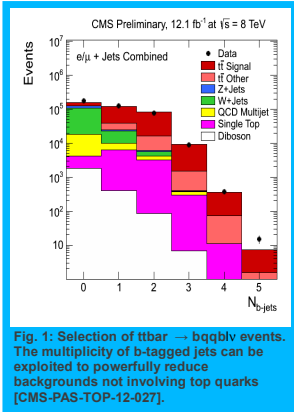 CMS Preliminary, 12.1 fb⁻¹ at √s = 8 TeV
Events
e/μ + Jets Combined
Data
tt̄ Signal
tt̄ Other
Z+Jets
W+Jets
QCD Multijet
Single Top
Diboson
10⁷
10⁶
10⁵
10⁴
10³
10²
10
0 1 2 3 4 5
N_b-jets
Fig. 1: Selection of ttbar → bqqblν events.
The multiplicity of b-tagged jets can be
exploited to powerfully reduce
backgrounds not involving top quarks
[CMS-PAS-TOP-12-027].